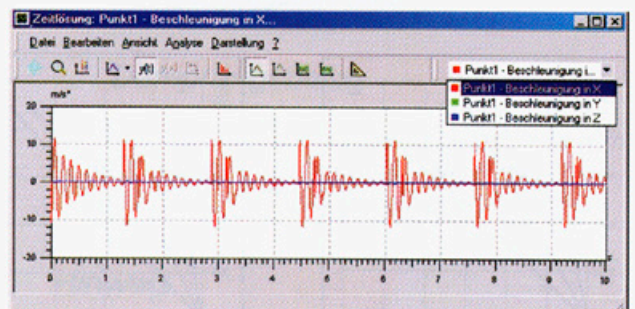 Zeitlösung: Punkt1 - Beschleunigung in X...
Datei Bearbeiten Ansicht Analyse Darstellung ?
y(t)
Punkt1 - Beschleunigung i...
Punkt1 - Beschleunigung in X
Punkt1 - Beschleunigung in Y
Punkt1 - Beschleunigung in Z
m/s²
20
10
0
-10
-20
0 1 2 3 4 5 6 7 8 9 10
s